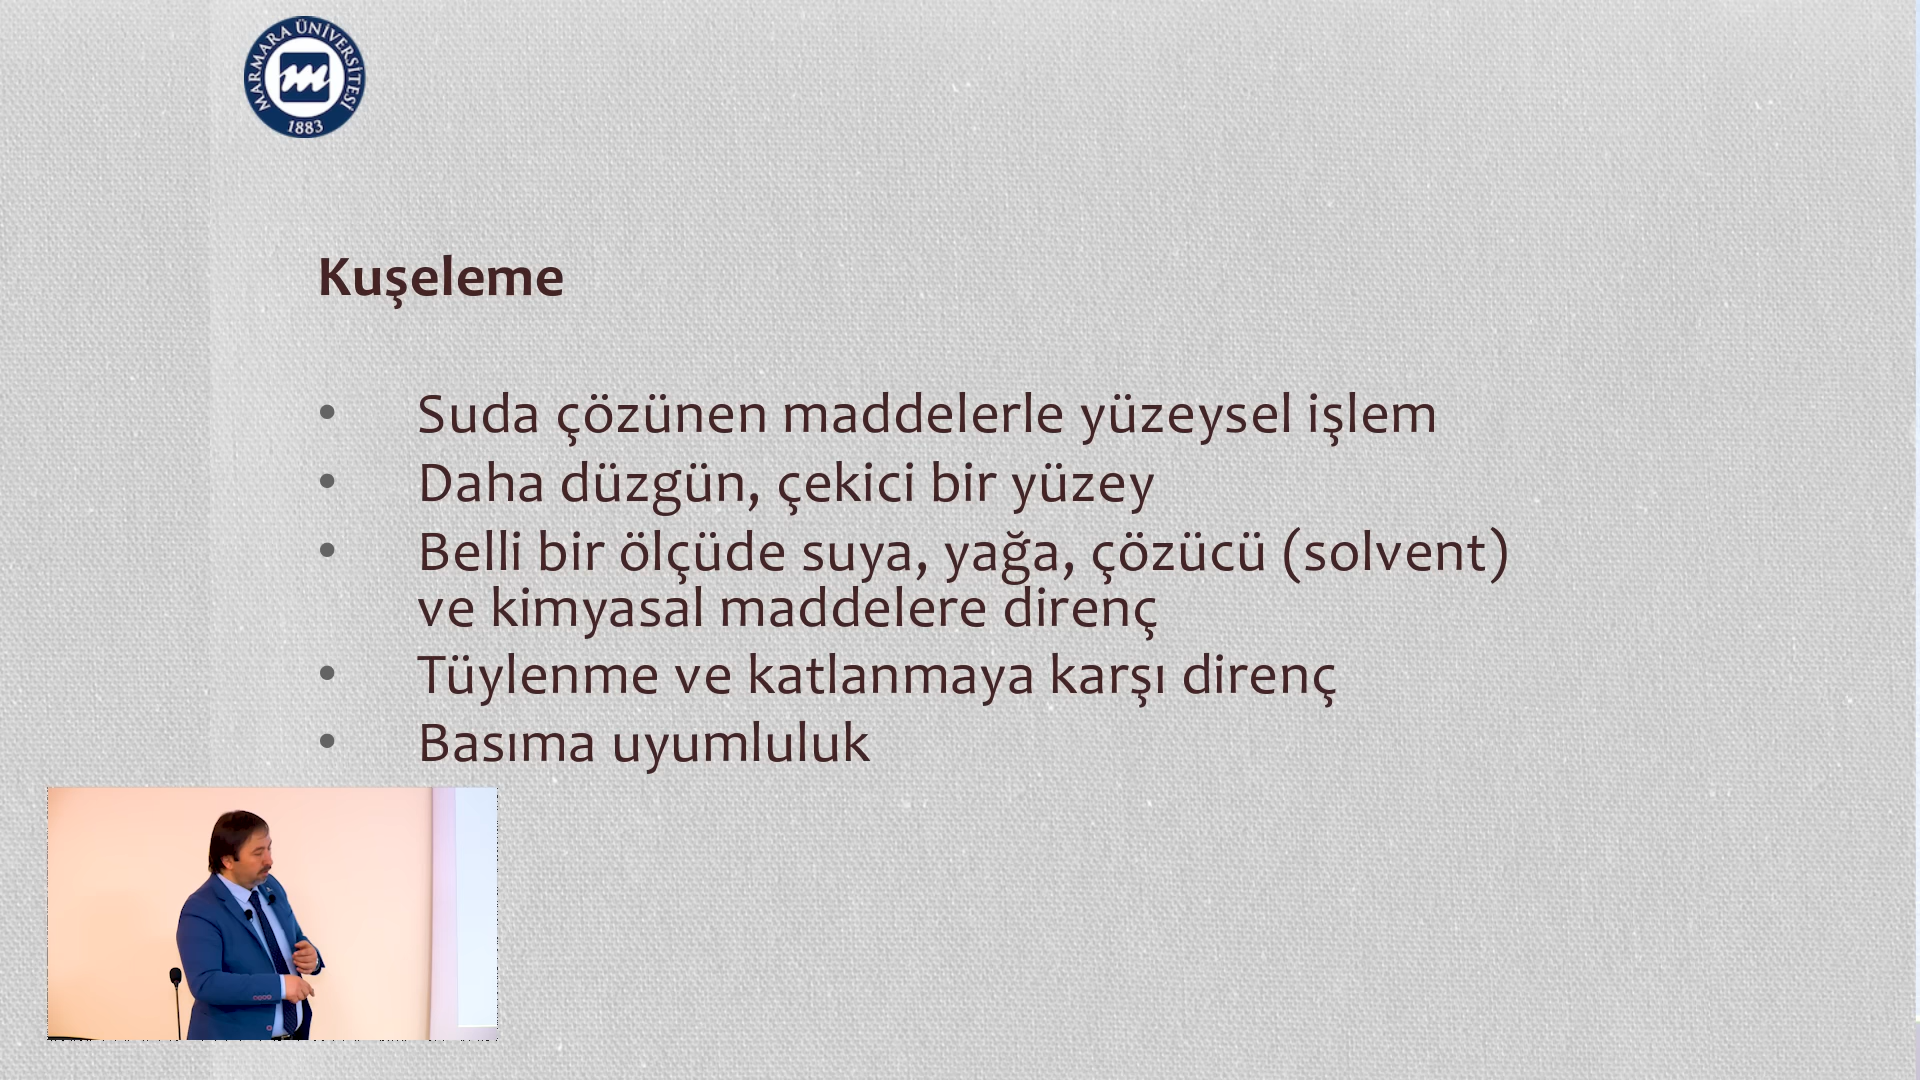 MARMARA ÜNİVERSİTESİ
1883
Kuşeleme
• Suda çözünen maddelerle yüzeysel işlem
• Daha düzgün, çekici bir yüzey
• Belli bir ölçüde suya, yağa, çözücü (solvent)
ve kimyasal maddelere direnç
• Tüylenme ve katlanmaya karşı direnç
• Basıma uyumluluk